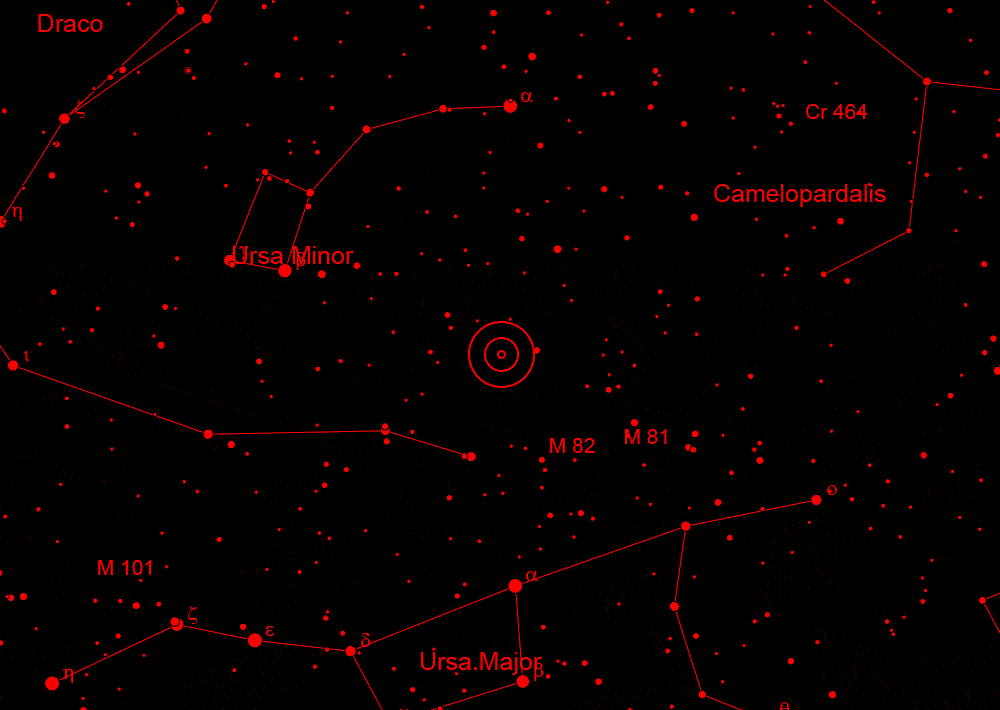 Draco
α
ζ
Cr 464
Camelopardalis
η
Ursa Minor
β
ι
M 81
M 82
ο
M 101
α
ζ
ε
δ
Ursa Major
η
β
θ